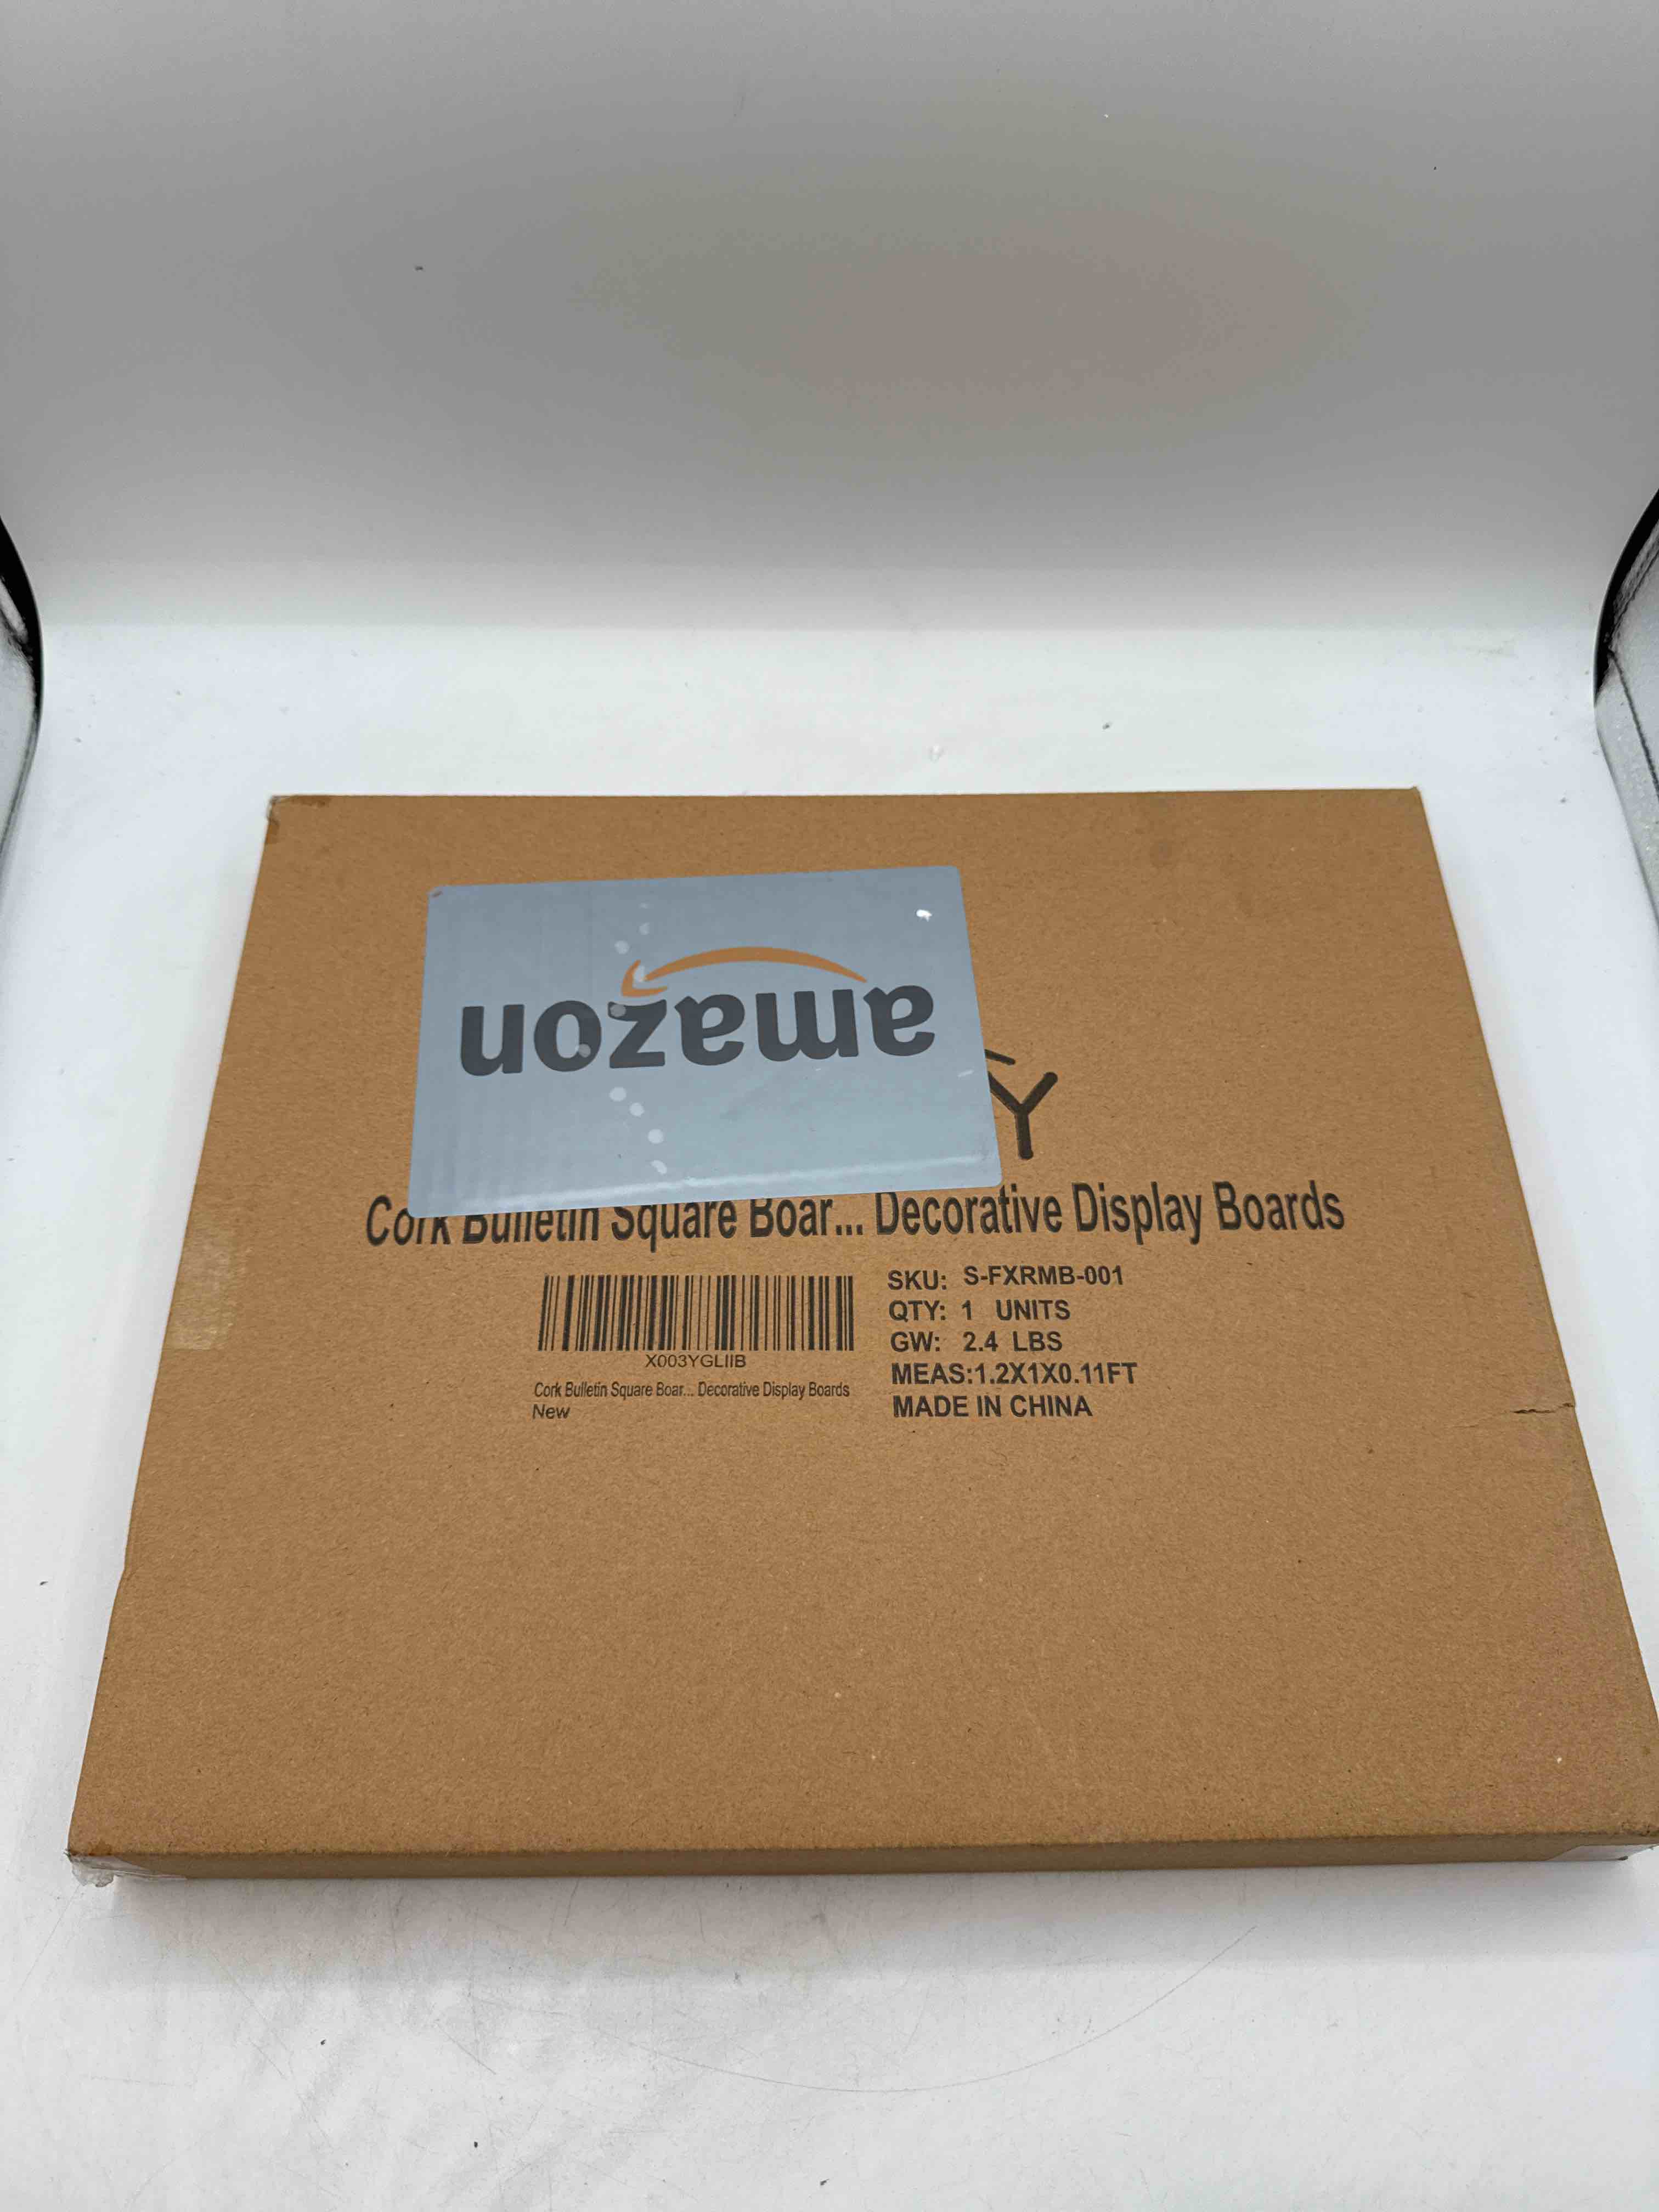 amazon
Y
Cork Bulletin Square Boar... Decorative Display Boards
SKU: S-FXRMB-001
QTY: 1 UNITS
GW: 2.4 LBS
MEAS:1.2X1X0.11FT
MADE IN CHINA
X003YGLIIB
Cork Bulletin Square Boar... Decorative Display Boards
New